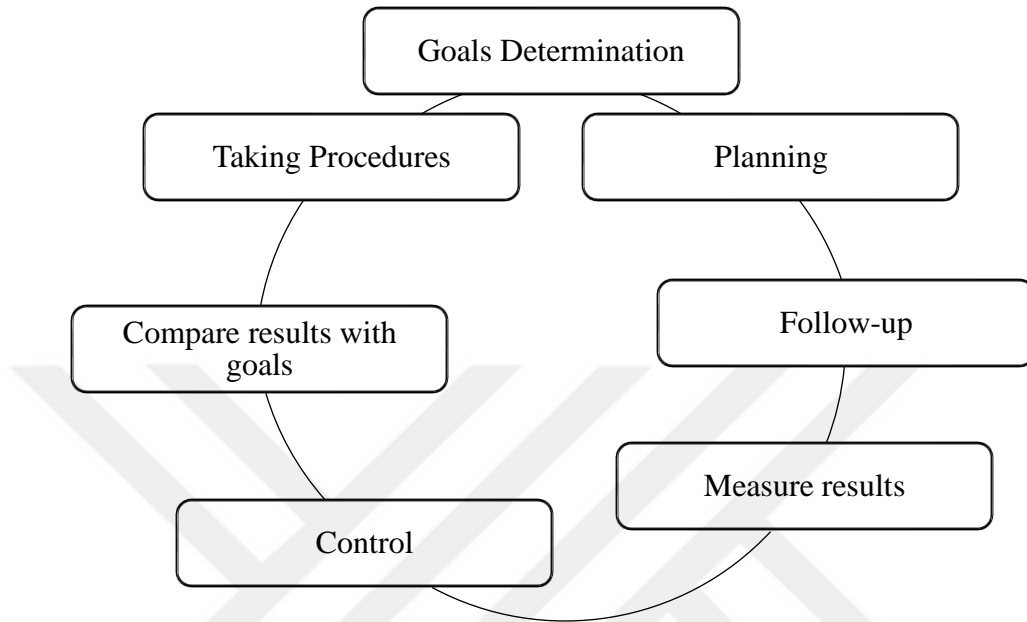 Goals Determination
Taking Procedures
Planning
Compare results with
goals
Follow-up
Measure results
Control